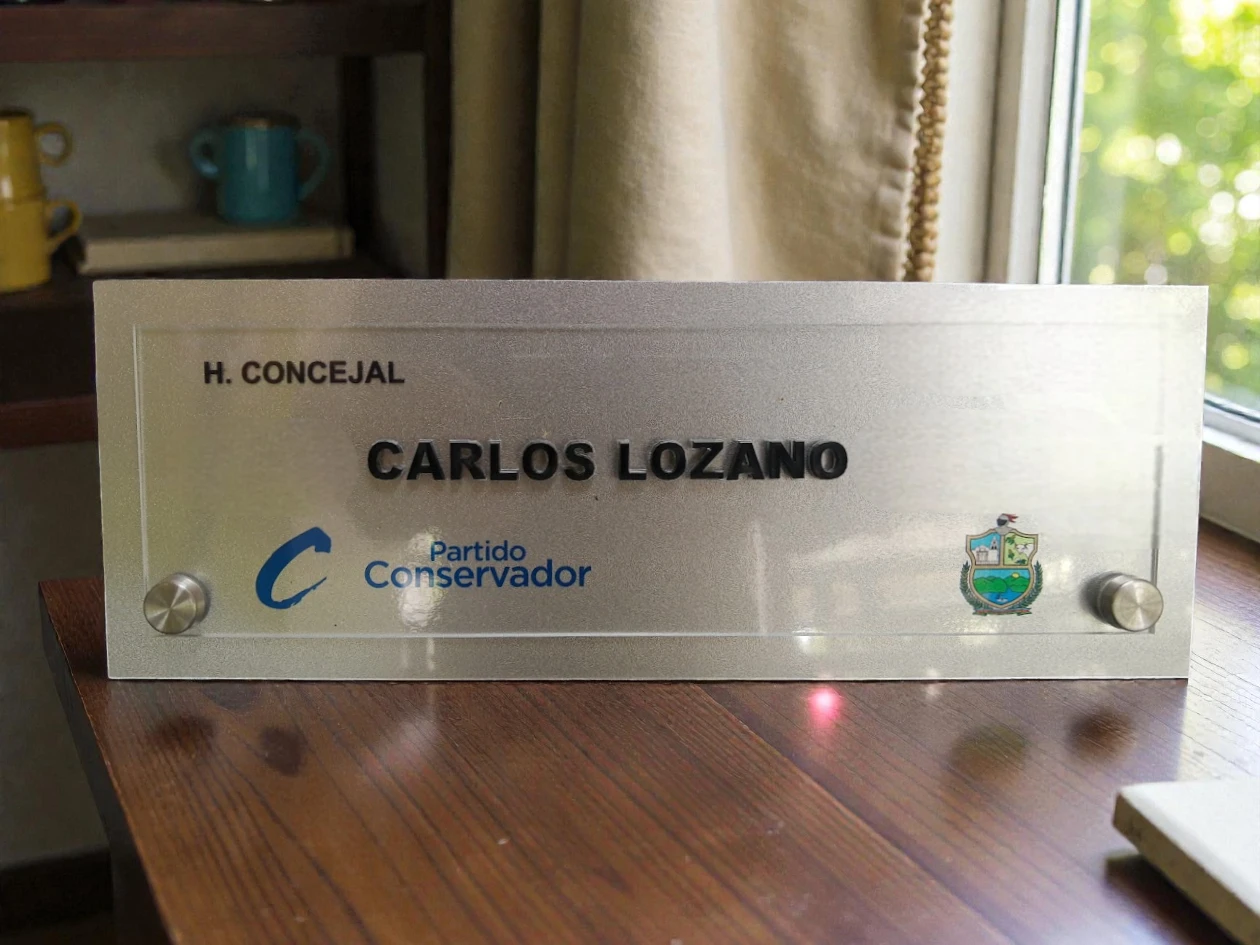 H. CONCEJAL
CARLOS LOZANO
Partido
Conservador